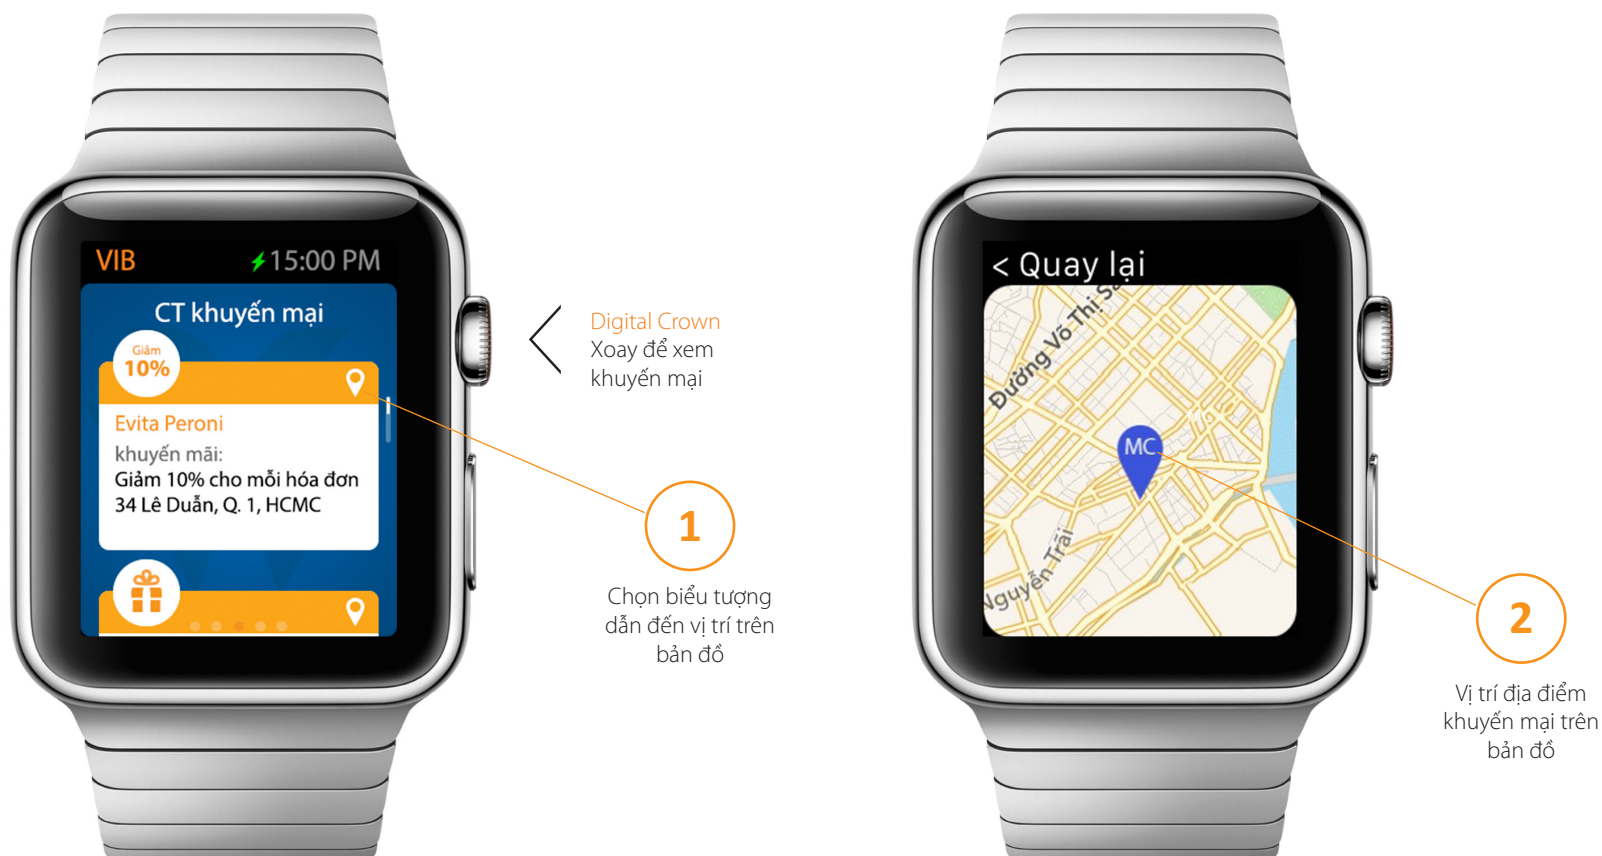 VIB
15:00 PM
CT khuyến mại
Giảm
10%
Evita Peroni
khuyến mãi:
Giảm 10% cho mỗi hóa đơn
34 Lê Duẩn, Q. 1, HCMC
Digital Crown
Xoay để xem
khuyến mại
1
Chọn biểu tượng
dẫn đến vị trí trên
bản đồ
< Quay lại
Đường Võ Thị
MC
Nguyễn Trãi
2
Vị trí địa điểm
khuyến mại trên
bản đồ